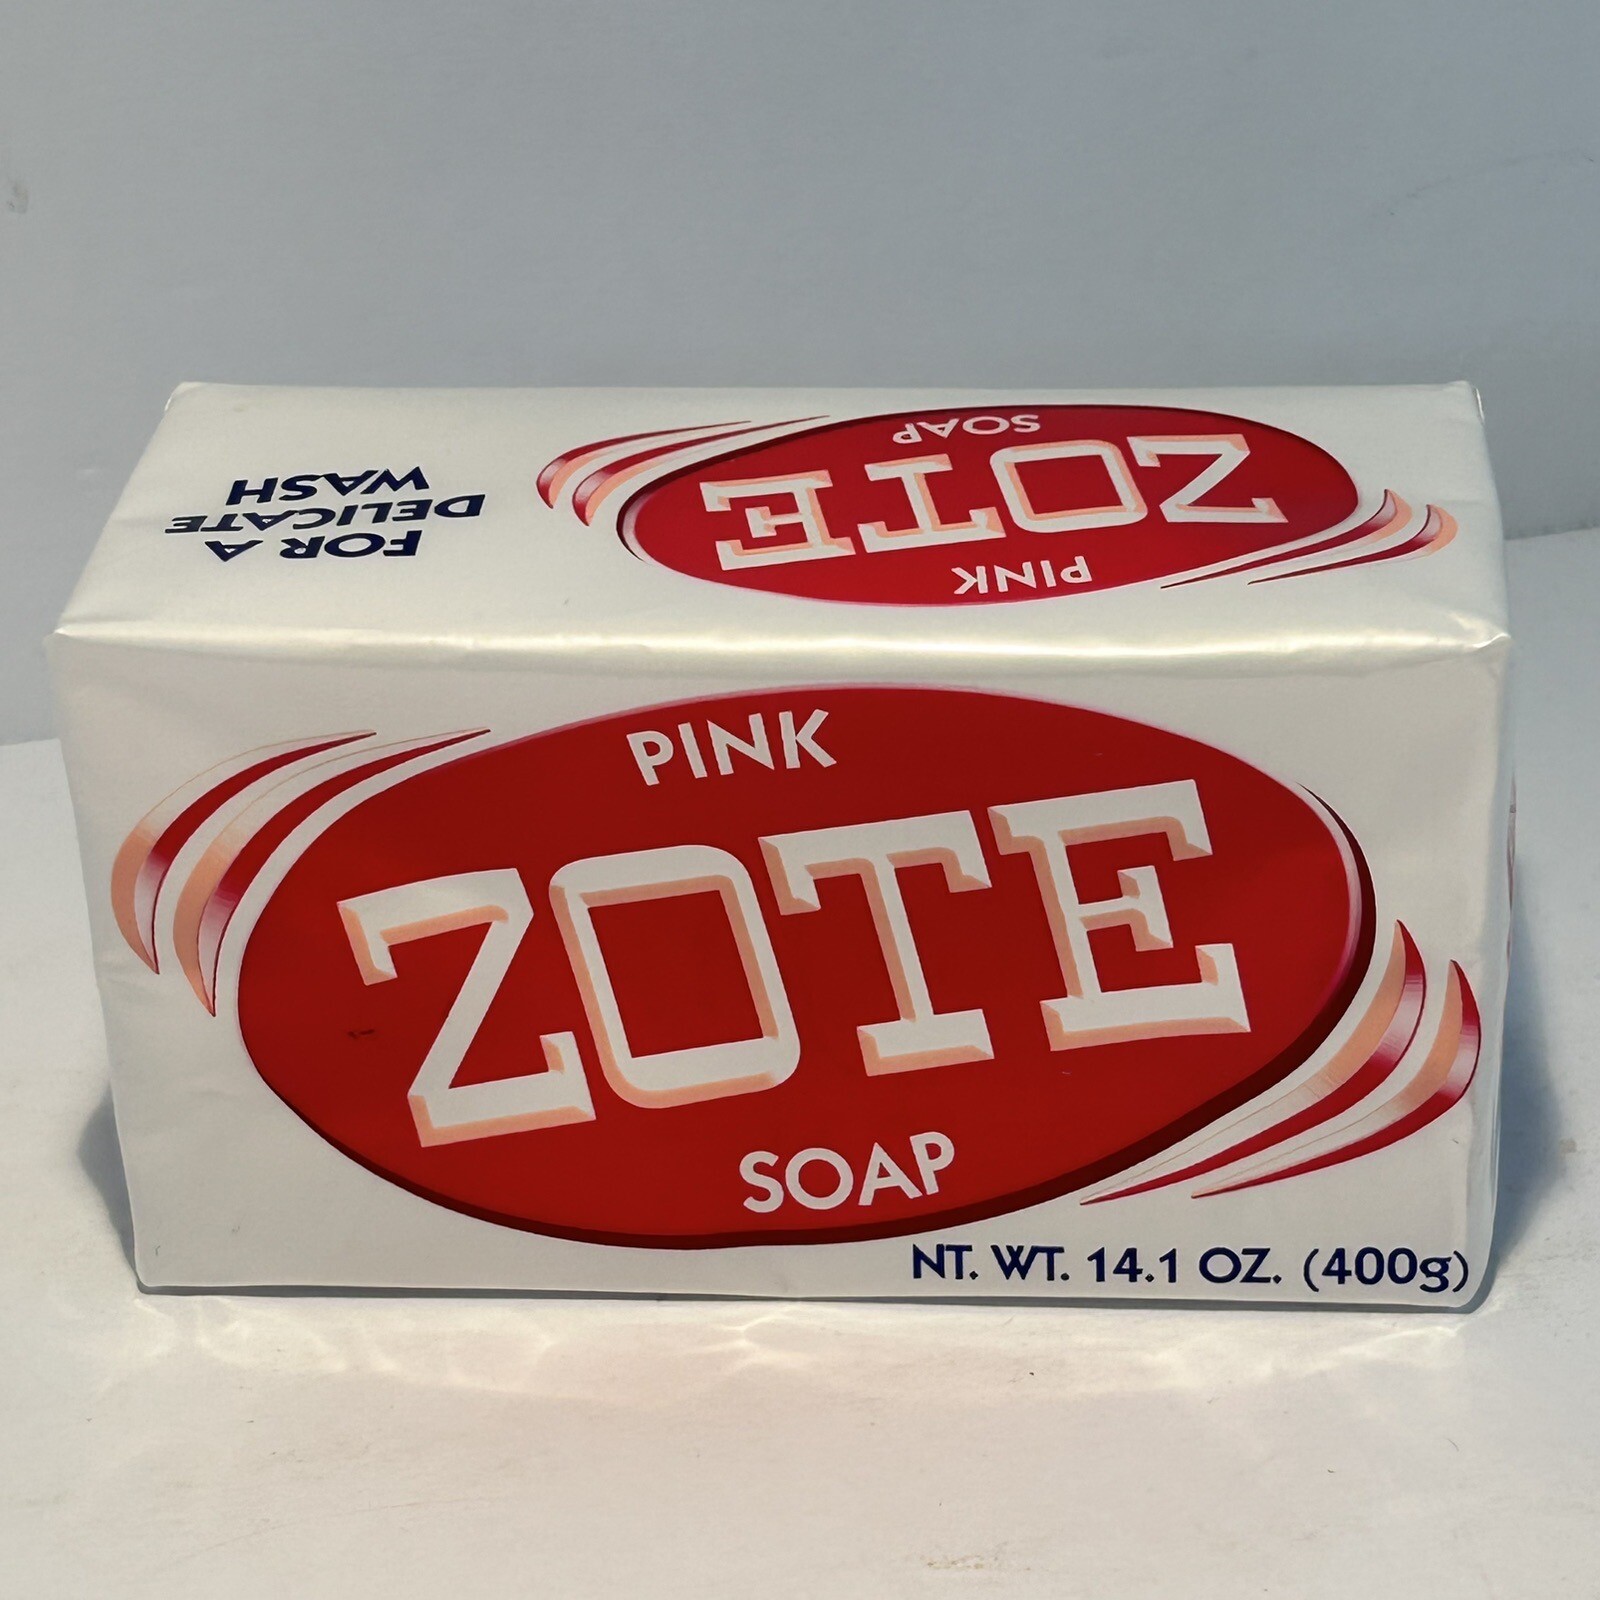 FOR A
DELICATE
WASH
PINK
ZOTE
SOAP
PINK
ZOTE
SOAP
NT. WT. 14.1 OZ. (400g)